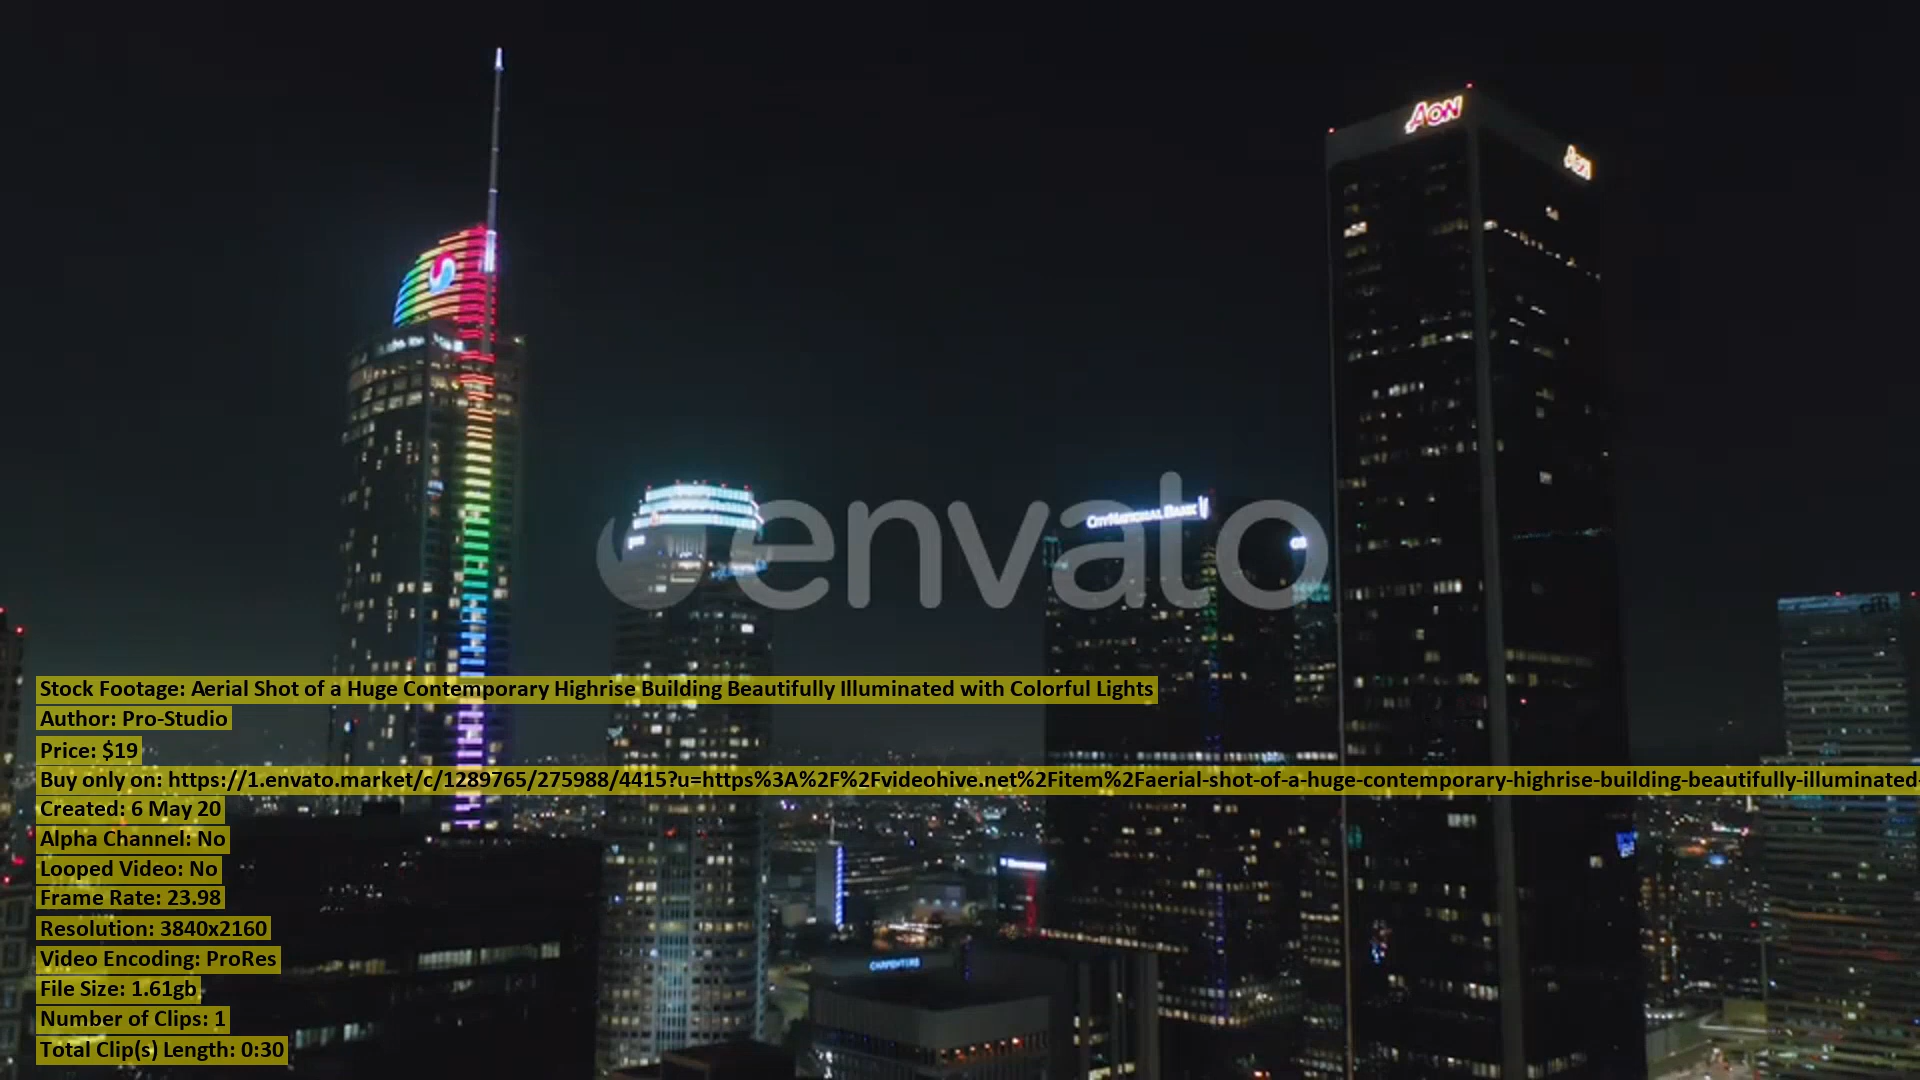 AON
CITY NATIONAL BANK
envato
citi
Stock Footage: Aerial Shot of a Huge Contemporary Highrise Building Beautifully Illuminated with Colorful Lights
Author: Pro-Studio
Price: $19
Buy only on: https://1.envato.market/c/1289765/275988/4415?u=https%3A%2F%2Fvideohive.net%2Fitem%2Faerial-shot-of-a-huge-contemporary-highrise-building-beautifully-illuminated-
Created: 6 May 20
Alpha Channel: No
Looped Video: No
Frame Rate: 23.98
Resolution: 3840x2160
Video Encoding: ProRes
File Size: 1.61gb
CARPENTERS
Number of Clips: 1
Total Clip(s) Length: 0:30